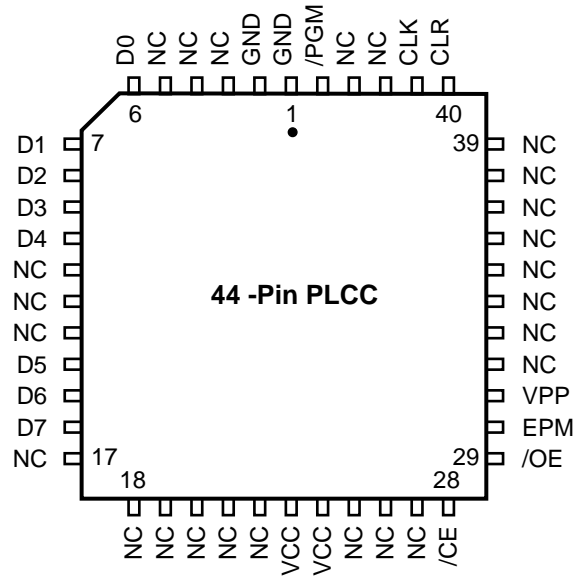 D0
NC
NC
NC
GND
GND
/PGM
NC
NC
CLK
CLR
6
1
40
D1
7
39
NC
D2
NC
D3
NC
D4
NC
NC
NC
NC
NC
NC
NC
D5
NC
D6
VPP
D7
EPM
NC
17
29
/OE
44 -Pin PLCC
18
28
NC
NC
NC
NC
NC
VCC
VCC
NC
NC
NC
/CE